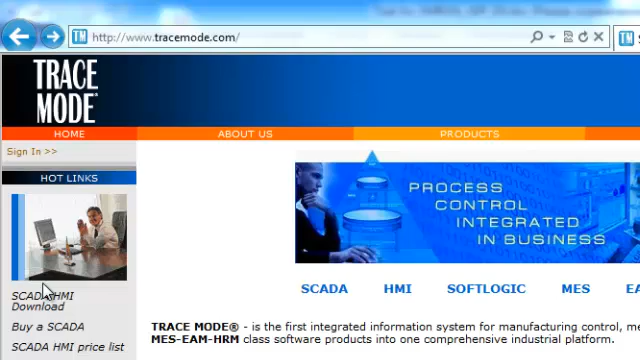 http://www.tracemode.com/
TRACE
MODE®
HOME ABOUT US PRODUCTS
Sign In >>
HOT LINKS
PROCESS
CONTROL
INTEGRATED
IN BUSINESS
SCADA HMI
Download
Buy a SCADA
SCADA HMI price list
SCADA HMI SOFTLOGIC MES
TRACE MODE® - is the first integrated information system for manufacturing control,
MES-EAM-HRM class software products into one comprehensive industrial platform.